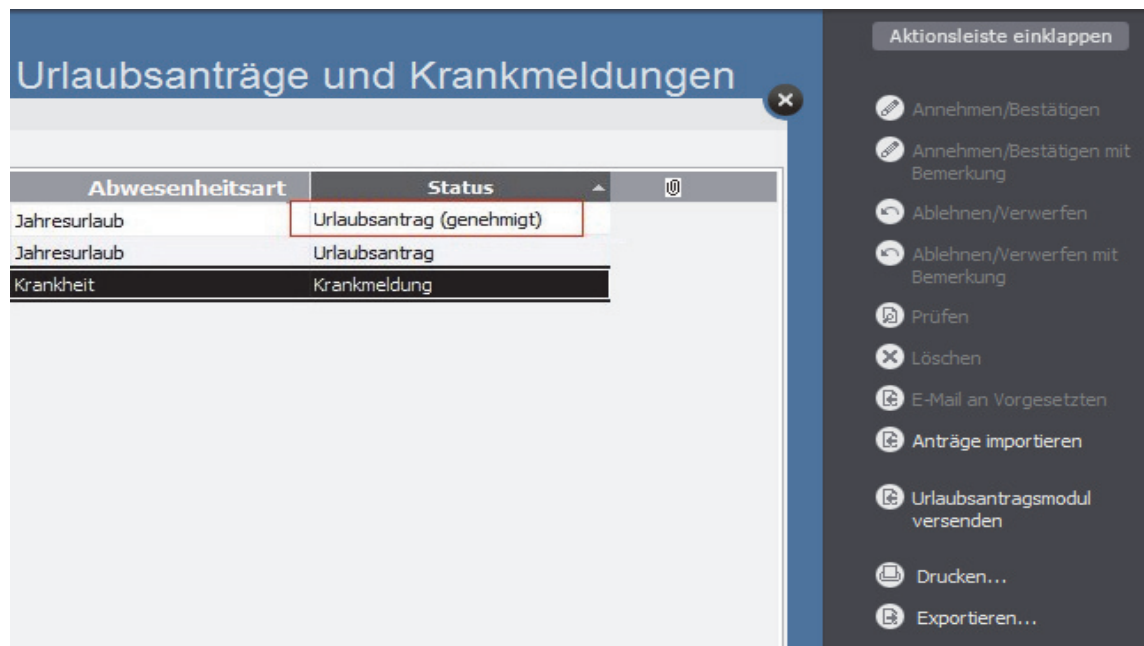 Urlaubsanträge und Krankmeldungen
Abwesenheitsart Status
Jahresurlaub Urlaubsantrag (genehmigt)
Jahresurlaub Urlaubsantrag
Krankheit Krankmeldung
Aktionsleiste einklappen
Annehmen/Bestätigen
Annehmen/Bestätigen mit
Bemerkung
Ablehnen/Verwerfen
Ablehnen/Verwerfen mit
Bemerkung
Prüfen
Löschen
E-Mail an Vorgesetzten
Anträge importieren
Urlaubsantragsmodul
versenden
Drucken...
Exportieren...